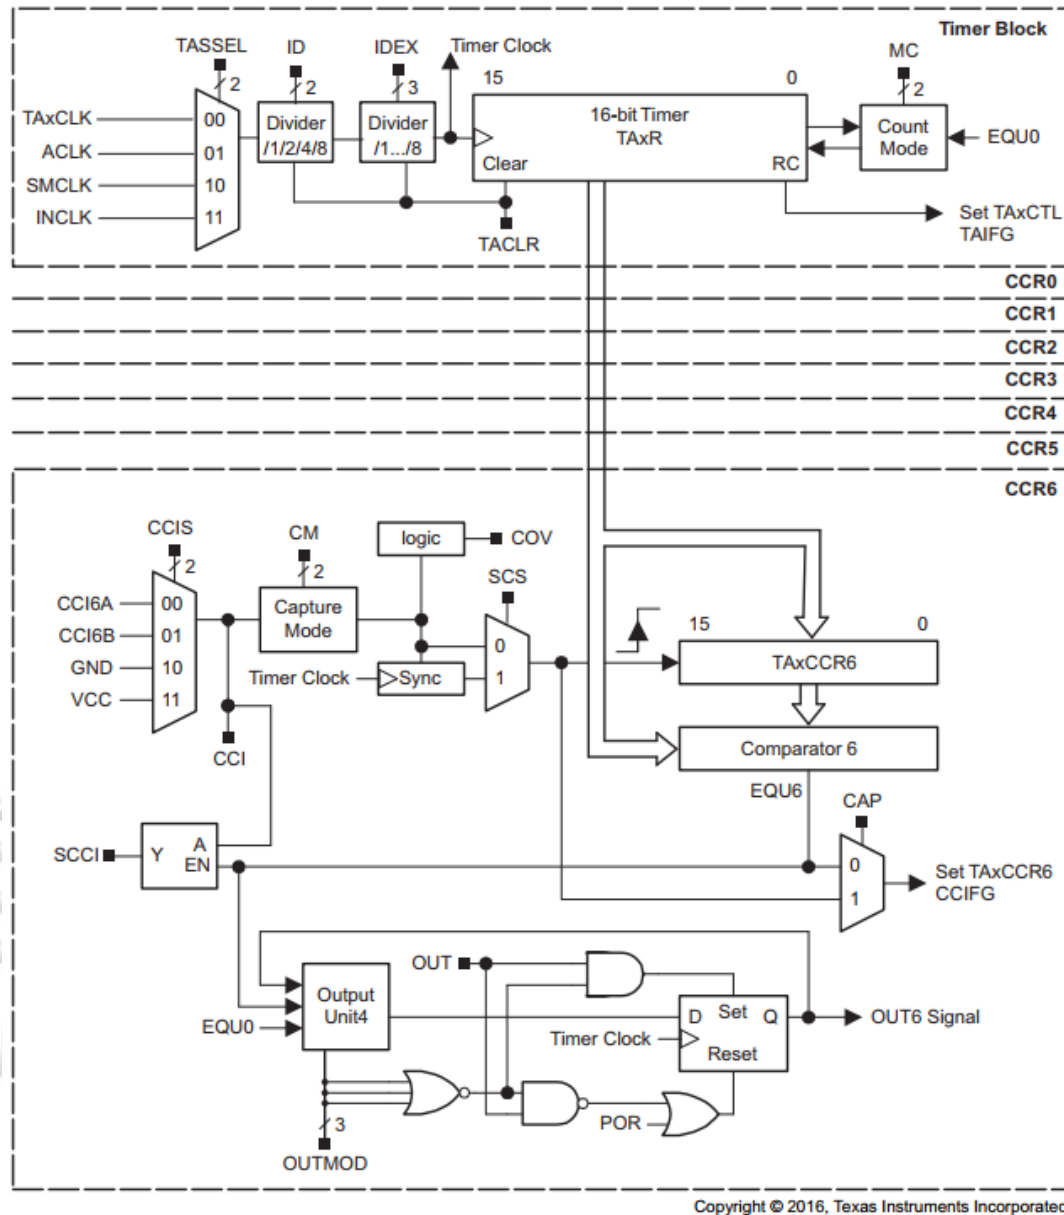 Timer Block
TASSEL
ID
IDEX
Timer Clock
15
0
MC
2
2
3
2
TAxCLK
00
ACLK
01
SMCLK
10
INCLK
11
Divider
/1/2/4/8
Divider
/1.../8
16-bit Timer
TAxR
Clear
RC
Count
Mode
EQU0
TACLR
Set TAxCTL
TAIFG
CCR0
CCR1
CCR2
CCR3
CCR4
CCR5
CCR6
CCIS
2
CM
2
logic
COV
SCS
CCI6A
00
CCI6B
01
GND
10
VCC
11
Capture
Mode
Timer Clock
Sync
0
1
15
0
TAxCCR6
CCI
Comparator 6
EQU6
CAP
SCCI
Y
A
EN
0
1
Set TAxCCR6
CCIFG
OUT
Output
Unit4
EQU0
D
Set
Q
Timer Clock
Reset
OUT6 Signal
3
OUTMOD
POR
Copyright © 2016, Texas Instruments Incorporated